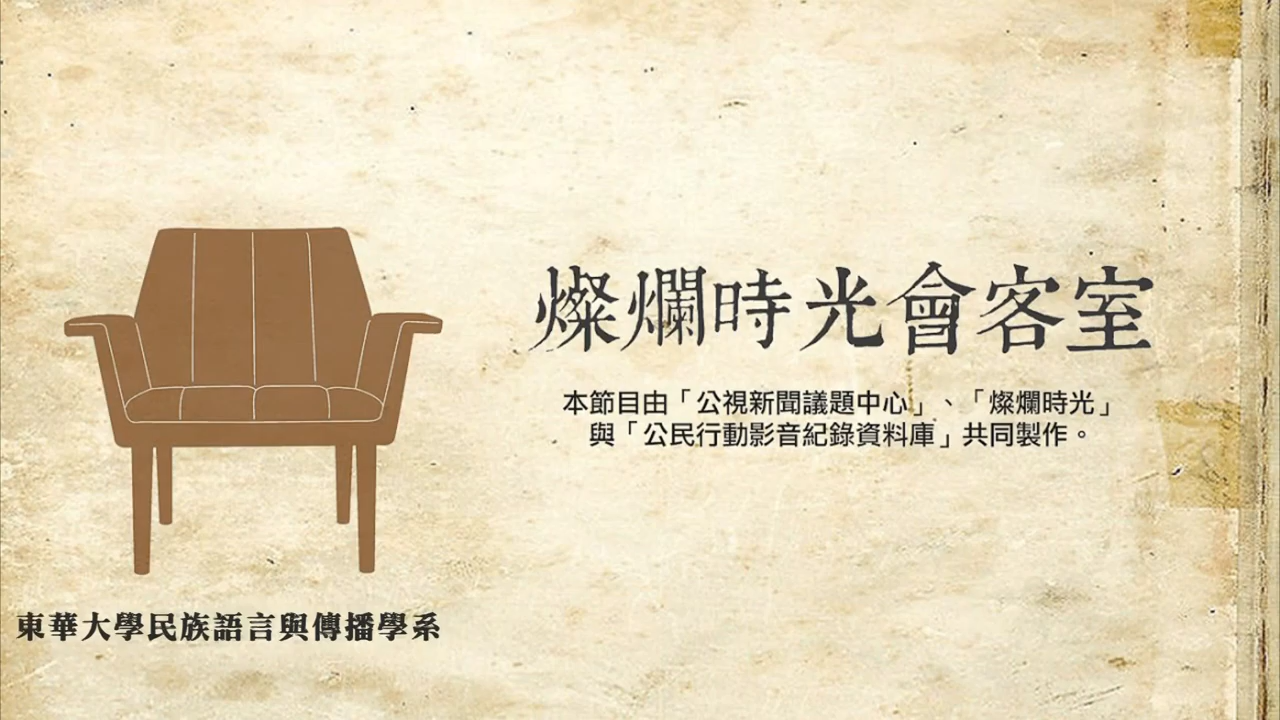 燦爛時光會客室
本節目由「公視新聞議題中心」、「燦爛時光」
與「公民行動影音紀錄資料庫」共同製作。
東華大學民族語言與傳播學系